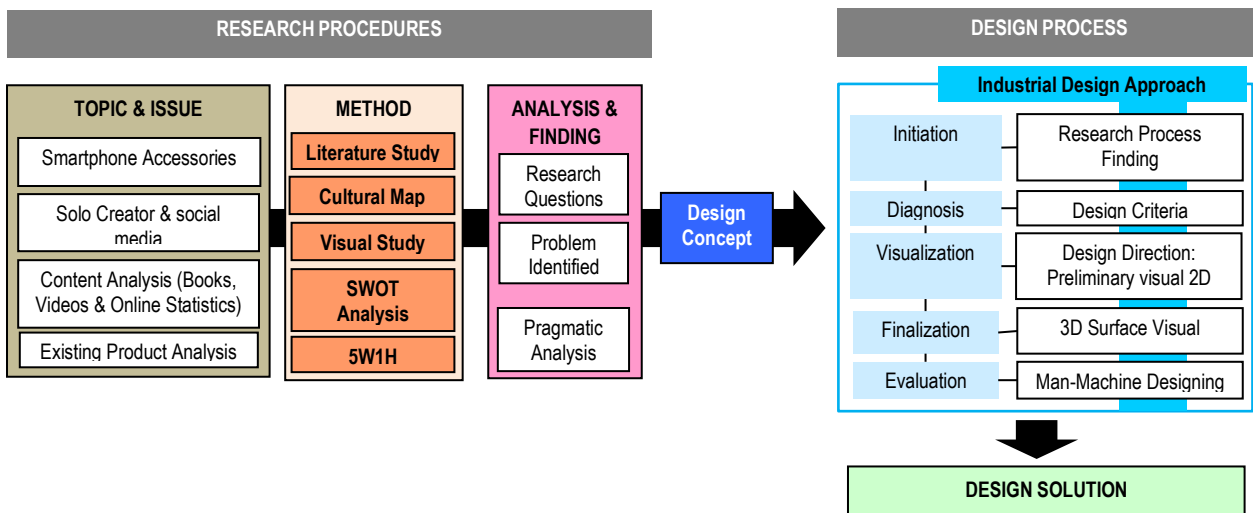 RESEARCH PROCEDURES
TOPIC & ISSUE
Smartphone Accessories
Solo Creator & social
media
Content Analysis (Books,
Videos & Online Statistics)
Existing Product Analysis
METHOD
Literature Study
Cultural Map
Visual Study
SWOT
Analysis
5W1H
ANALYSIS &
FINDING
Research
Questions
Problem
Identified
Pragmatic
Analysis
Design
Concept
DESIGN PROCESS
Industrial Design Approach
Initiation
Research Process
Finding
Diagnosis
Design Criteria
Visualization
Design Direction:
Preliminary visual 2D
Finalization
3D Surface Visual
Evaluation
Man-Machine Designing
DESIGN SOLUTION